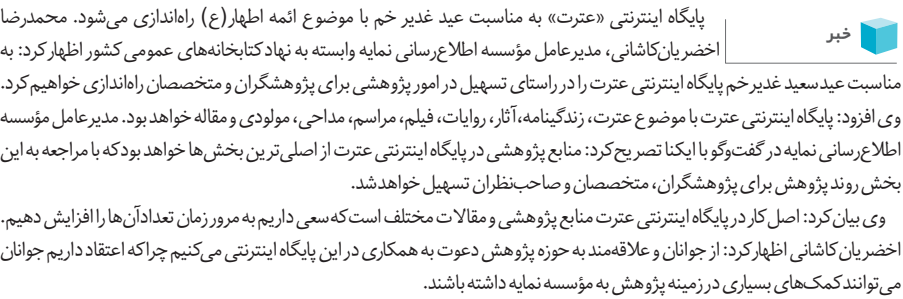 خبر
پایگاه اینترنتی «عترت» به مناسبت عید غدیر خم با موضوع ائمه اطهار(ع) راه‌اندازی می‌شود. محمدرضا
اخضریان‌کاشانی، مدیرعامل مؤسسه اطلاع‌رسانی نمایه وابسته به نهاد کتابخانه‌های عمومی کشور اظهار کرد: به
مناسبت عید سعید غدیر خم پایگاه اینترنتی عترت را در راستای تسهیل در امور پژوهشی برای پژوهشگران و متخصصان راه‌اندازی خواهیم کرد.
وی افزود: پایگاه اینترنتی عترت با موضوع عترت، زندگینامه، آثار، روایات، فیلم، مراسم، مداحی، مولودی و مقاله خواهد بود. مدیرعامل مؤسسه
اطلاع‌رسانی نمایه در گفت‌وگو با ایکنا تصریح کرد: منابع پژوهشی در پایگاه اینترنتی عترت از اصلی‌ترین بخش‌ها خواهد بود که با مراجعه به این
بخش روند پژوهش برای پژوهشگران، متخصصان و صاحب‌نظران تسهیل خواهد شد.
وی بیان کرد: اصل کار در پایگاه اینترنتی عترت منابع پژوهشی و مقالات مختلف است که سعی داریم به مرور زمان تعداد آن‌ها را افزایش دهیم.
اخضریان کاشانی اظهار کرد: از جوانان و علاقه‌مند به حوزه پژوهش دعوت به همکاری در این پایگاه اینترنتی می‌کنیم چراکه اعتقاد داریم جوانان
می‌توانند کمک‌های بسیاری در زمینه پژوهش به مؤسسه نمایه داشته باشند.